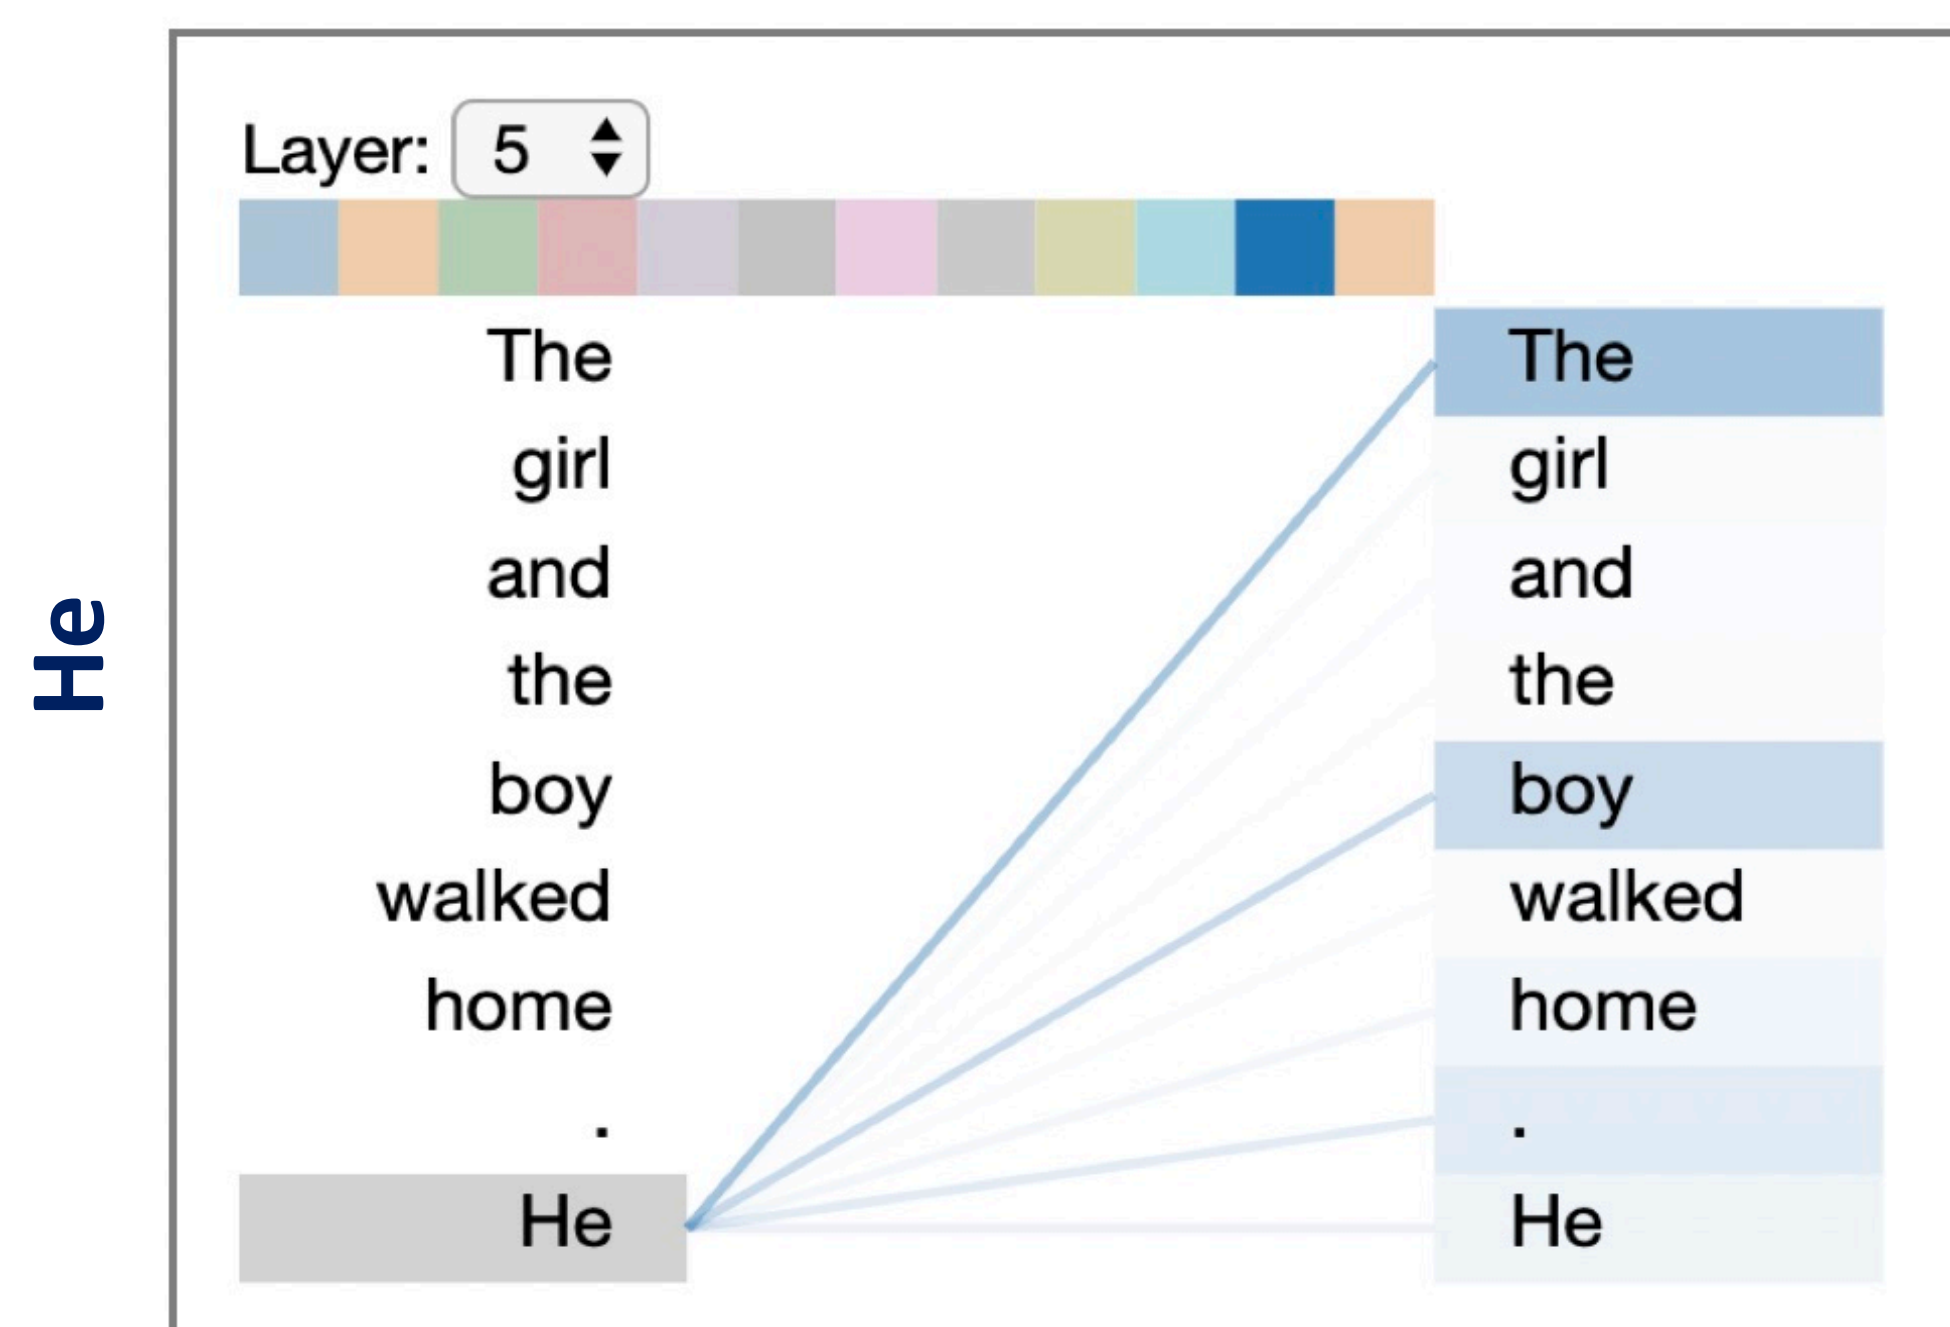 He
Layer: 5
The The
girl girl
and and
the the
boy boy
walked walked
home home
. .
He He